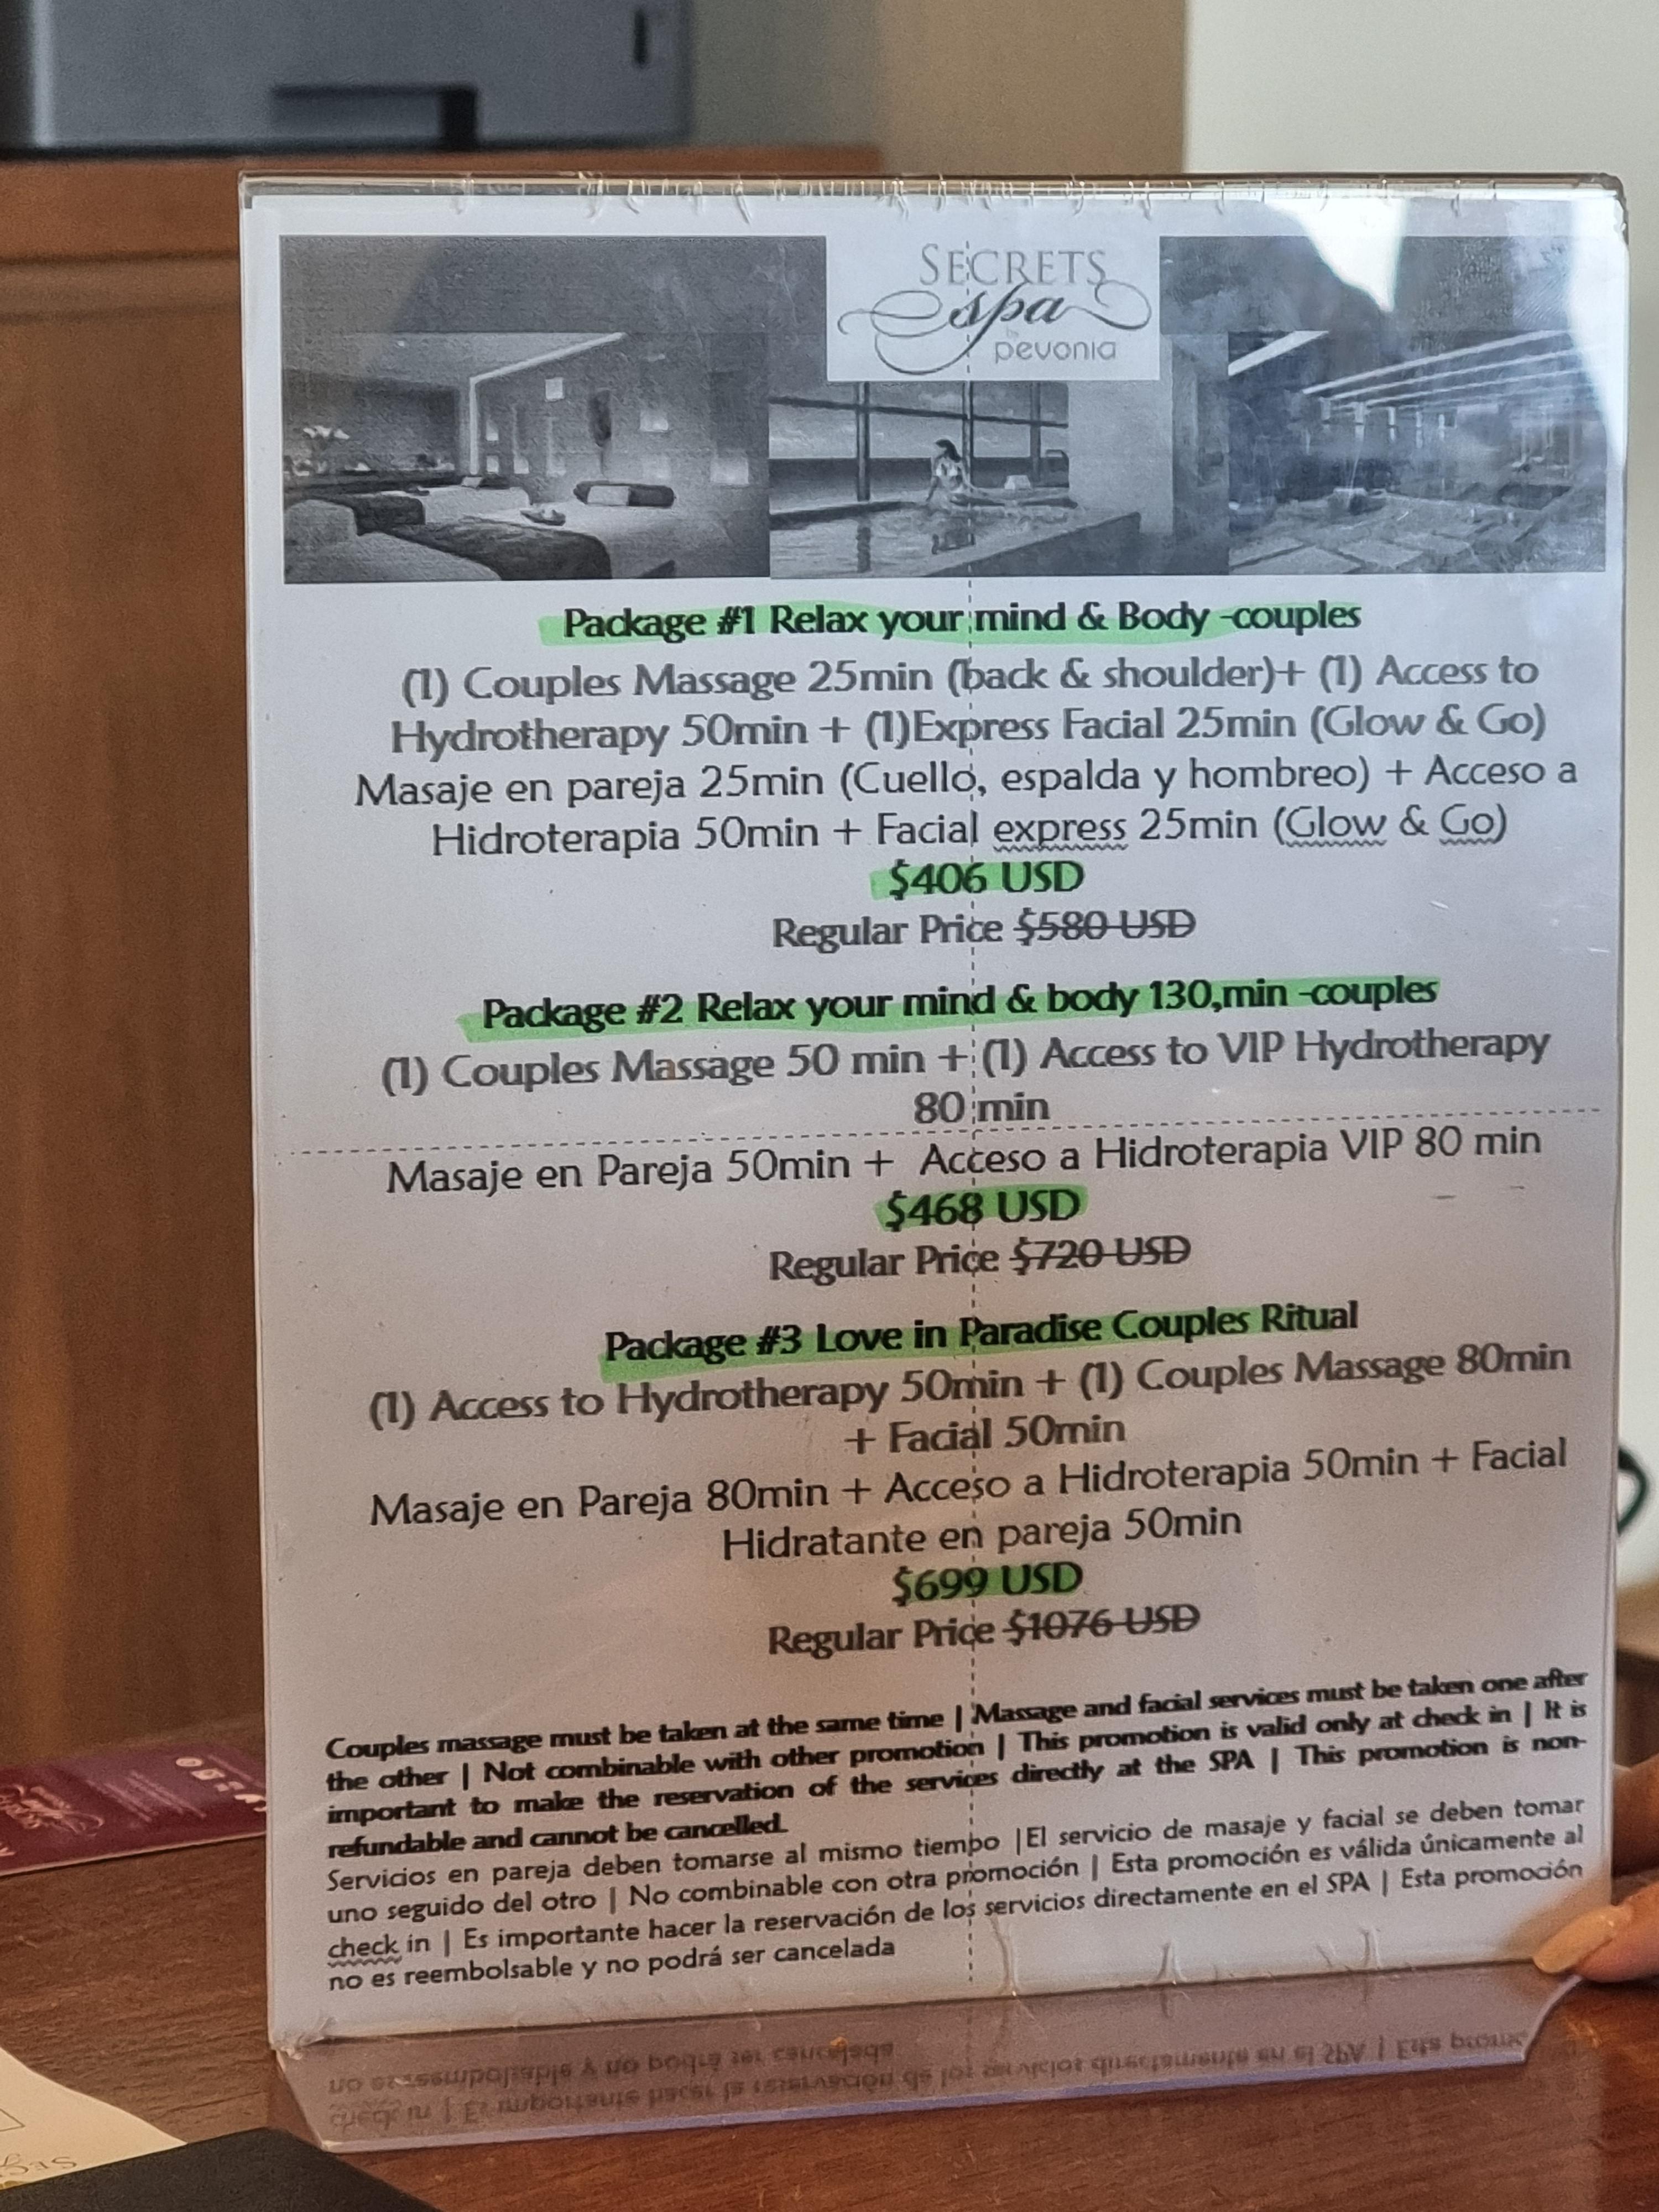 SECRETS
spa
by
pevonia
Package #1 Relax your mind & Body -couples
(1) Couples Massage 25min (back & shoulder)+ (1) Access to
Hydrotherapy 50min + (1)Express Facial 25min (Glow & Go)
Masaje en pareja 25min (Cuello, espalda y hombreo) + Acceso a
Hidroterapia 50min + Facial express 25min (Glow & Go)
$406 USD
Regular Price $580 USD
Package #2 Relax your mind & body 130,min -couples
(1) Couples Massage 50 min + (1) Access to VIP Hydrotherapy
80 min
Masaje en Pareja 50min + Acceso a Hidroterapia VIP 80 min
$468 USD
Regular Price $720 USD
Package #3 Love in Paradise Couples Ritual
(1) Access to Hydrotherapy 50min + (1) Couples Massage 80min
+ Facial 50min
Masaje en Pareja 80min + Acceso a Hidroterapia 50min + Facial
Hidratante en pareja 50min
$699 USD
Regular Price $1076 USD
Couples massage must be taken at the same time | Massage and facial services must be taken one after
the other | Not combinable with other promotion | This promotion is valid only at check in | It is
important to make the reservation of the services directly at the SPA | This promotion is non-
refundable and cannot be cancelled.
Servicios en pareja deben tomarse al mismo tiempo |El servicio de masaje y facial se deben tomar
uno seguido del otro | No combinable con otra promoción | Esta promoción es válida únicamente al
check in | Es importante hacer la reservación de los servicios directamente en el SPA | Esta promoción
no es reembolsable y no podrá ser cancelada